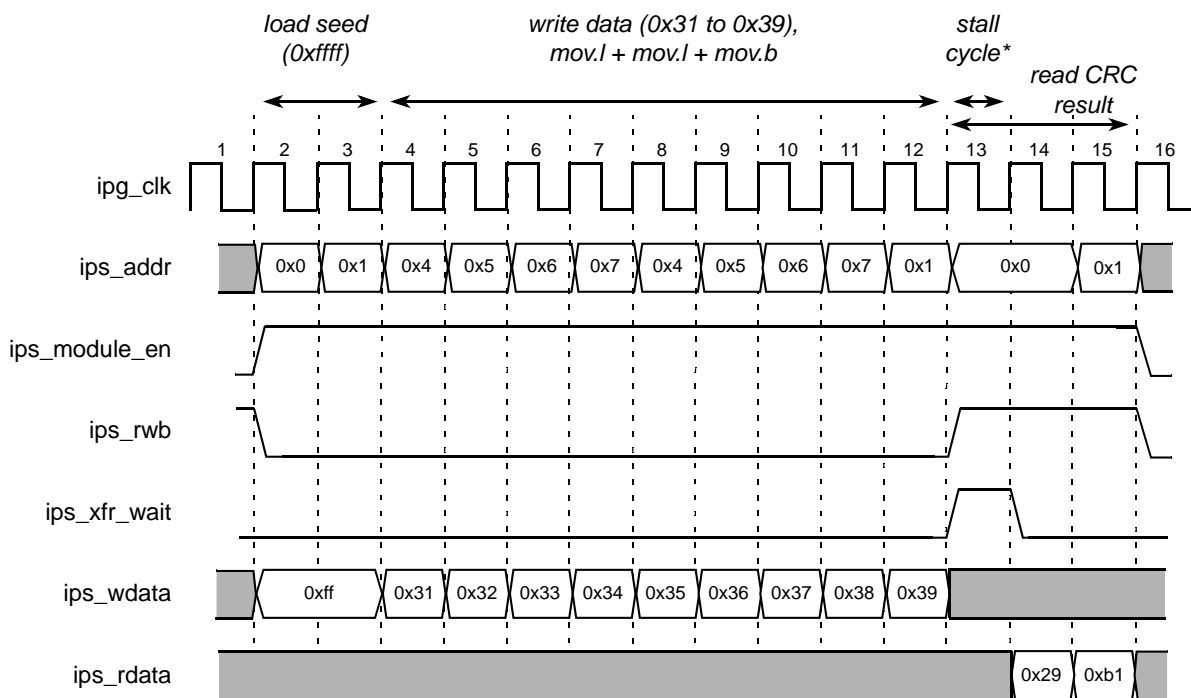 load seed
(0xffff)
write data (0x31 to 0x39),
mov.l + mov.l + mov.b
stall
cycle*
read CRC
result
1 2 3 4 5 6 7 8 9 10 11 12 13 14 15 16
ipg_clk
ips_addr 0x0 0x1 0x4 0x5 0x6 0x7 0x4 0x5 0x6 0x7 0x1 0x0 0x1
ips_module_en
ips_rwb
ips_xfr_wait
ips_wdata 0xff 0x31 0x32 0x33 0x34 0x35 0x36 0x37 0x38 0x39
ips_rdata 0x29 0xb1